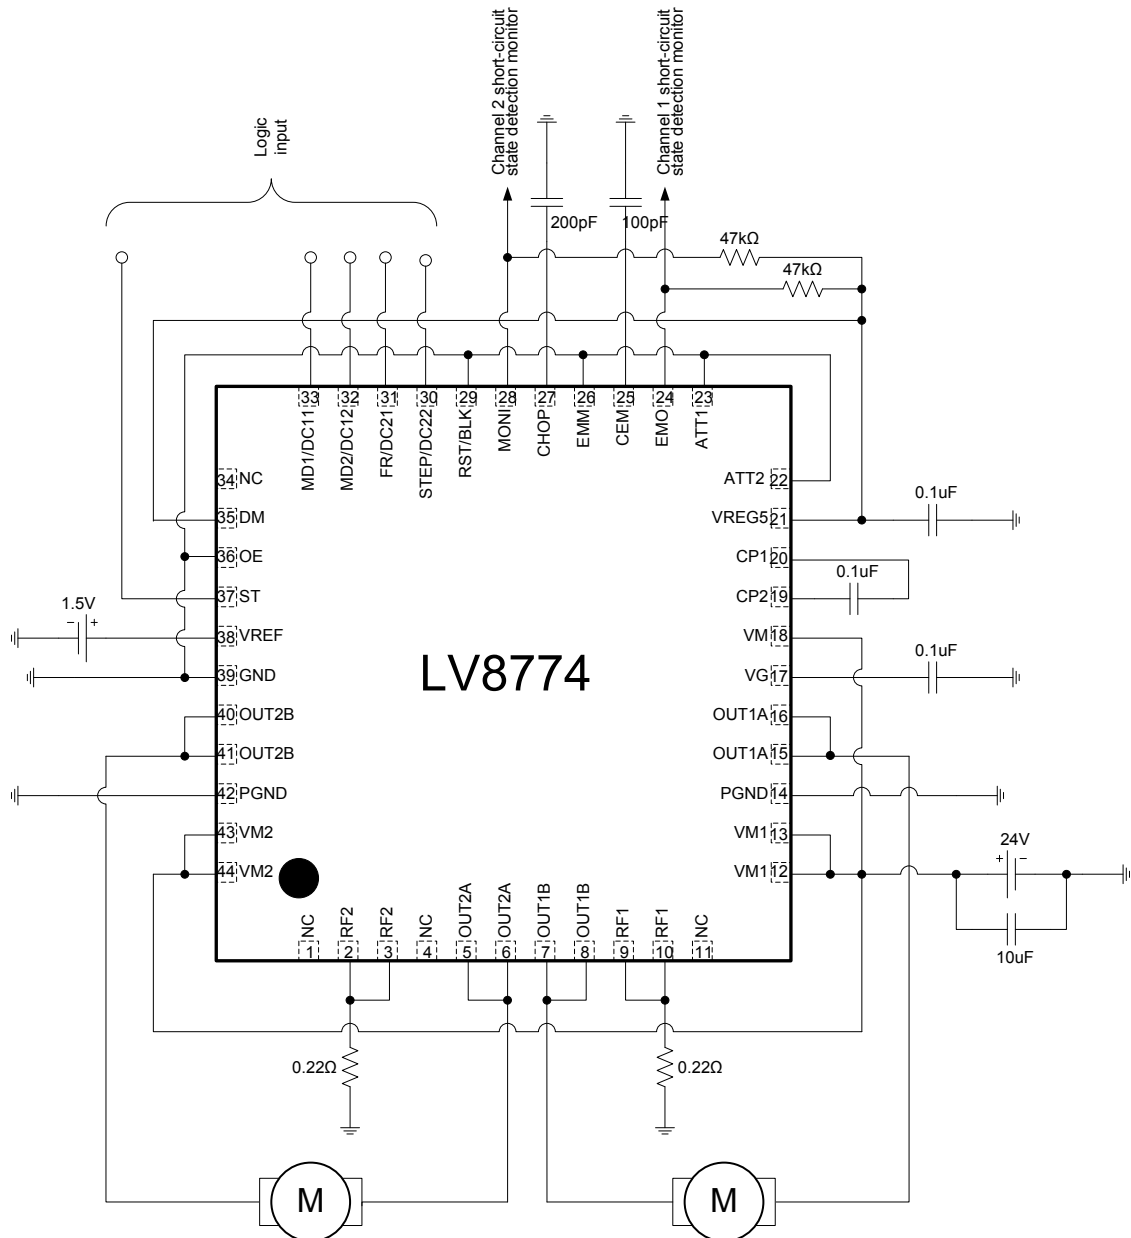 Channel 2 short-circuit
state detection monitor
Channel 1 short-circuit
state detection monitor
Logic
input
200pF
100pF
47kΩ
47kΩ
33
32
31
30
29
28
27
26
25
24
23
MD1/DC11
MD2/DC12
FR/DC21
STEP/DC22
RST/BLK
MONI
CHOP
EMM
CEM
EMO
ATT1
34 NC
35 DM
36 OE
37 ST
1.5V
− +
38 VREF
39 GND
40 OUT2B
41 OUT2B
42 PGND
43 VM2
44 VM2
LV8774
ATT2 22
VREG5 21
0.1uF
CP1 20
CP2 19
0.1uF
VM 18
VG 17
0.1uF
OUT1A 16
OUT1A 15
PGND 14
VM1 13
VM1 12
24V
+ −
10uF
NC
RF2
RF2
NC
OUT2A
OUT2A
OUT1B
OUT1B
RF1
RF1
NC
1
2
3
4
5
6
7
8
9
10
11
0.22Ω
0.22Ω
M
M